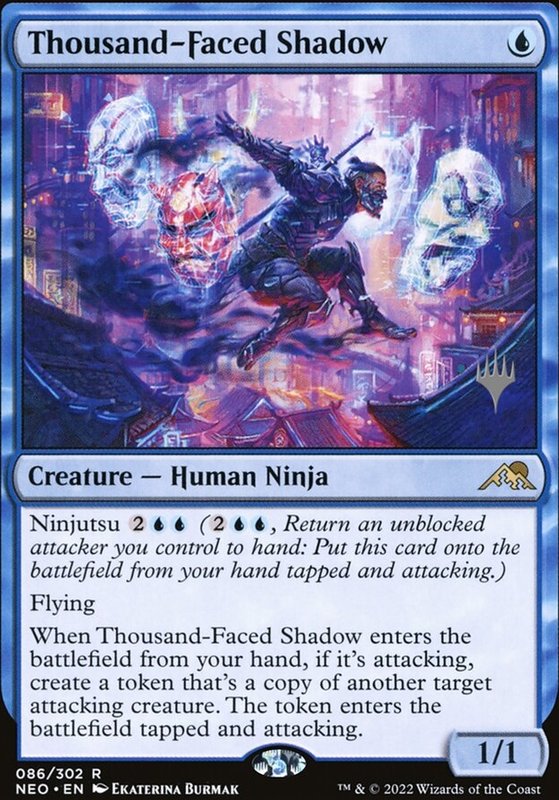 Thousand-Faced Shadow
Creature — Human Ninja
Ninjutsu 2 (2, Return an unblocked
attacker you control to hand: Put this card onto the
battlefield from your hand tapped and attacking.)
Flying
When Thousand-Faced Shadow enters the
battlefield from your hand, if it's attacking,
create a token that's a copy of another target
attacking creature. The token enters the
battlefield tapped and attacking.
1/1
086/302 R
NEO • EN Ekaterina Burmak
™ & © 2022 Wizards of the Coast